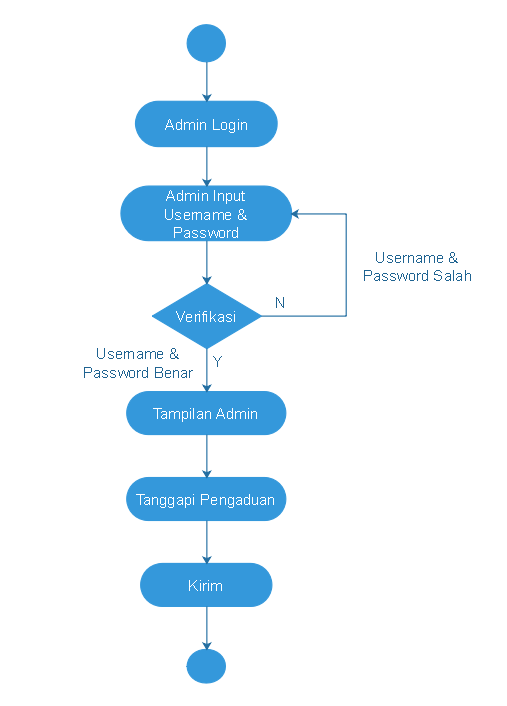 Admin Login
Admin Input
Username &
Password
Username &
Password Salah
N
Verifikasi
Username &
Password Benar
Y
Tampilan Admin
Tanggapi Pengaduan
Kirim